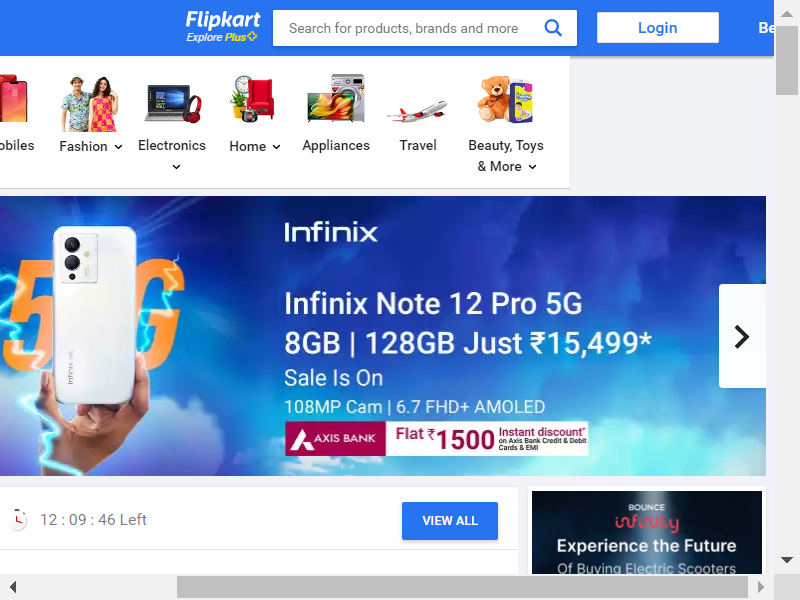 Flipkart
Explore Plus
Search for products, brands and more
Login
Be
obiles
Fashion
Electronics
Home
Appliances
Travel
Beauty, Toys
& More
Infinix
5G
Infinix
Infinix Note 12 Pro 5G
8GB | 128GB Just ₹15,499*
Sale Is On
108MP Cam | 6.7 FHD+ AMOLED
AXIS BANK
Flat ₹1500 Instant discount*
on Axis Bank Credit & Debit
Cards & EMI
12 : 09 : 46 Left
VIEW ALL
BOUNCE
infinity
Experience the Future
Of Buying Electric Scooters